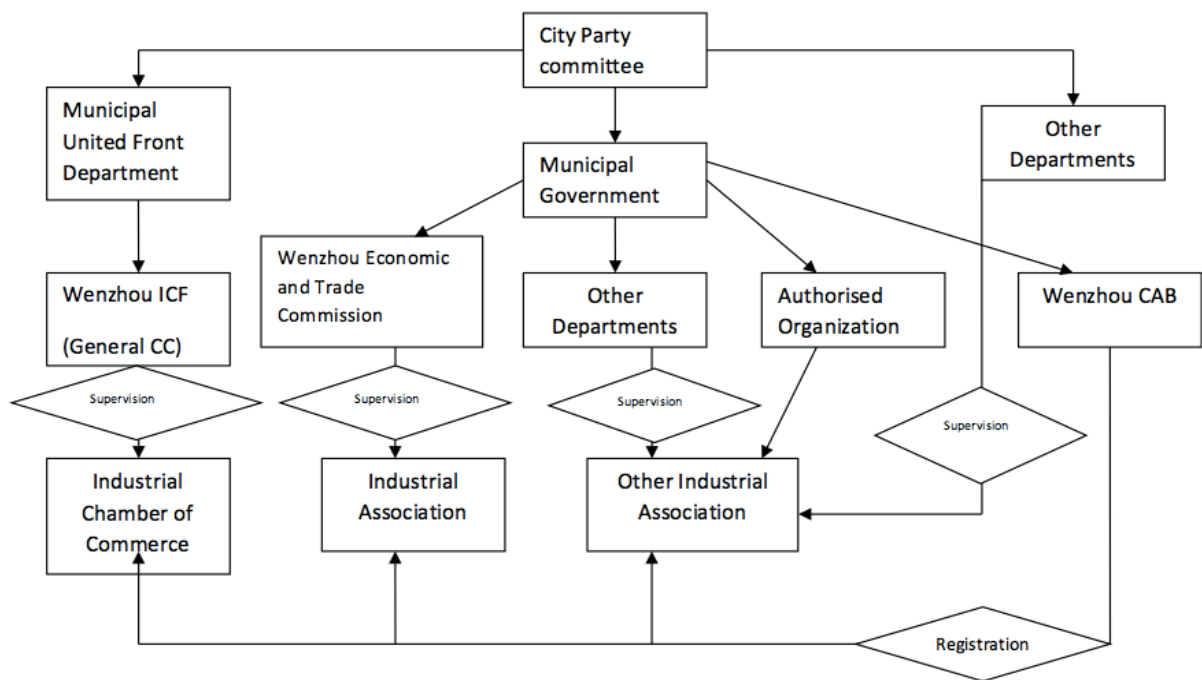 City Party
committee
Municipal
United Front
Department
Other
Departments
Municipal
Government
Wenzhou Economic
and Trade
Commission
Wenzhou ICF
(General CC)
Other
Departments
Authorised
Organization
Wenzhou CAB
Supervision
Supervision
Supervision
Supervision
Industrial
Chamber of
Commerce
Industrial
Association
Other Industrial
Association
Registration